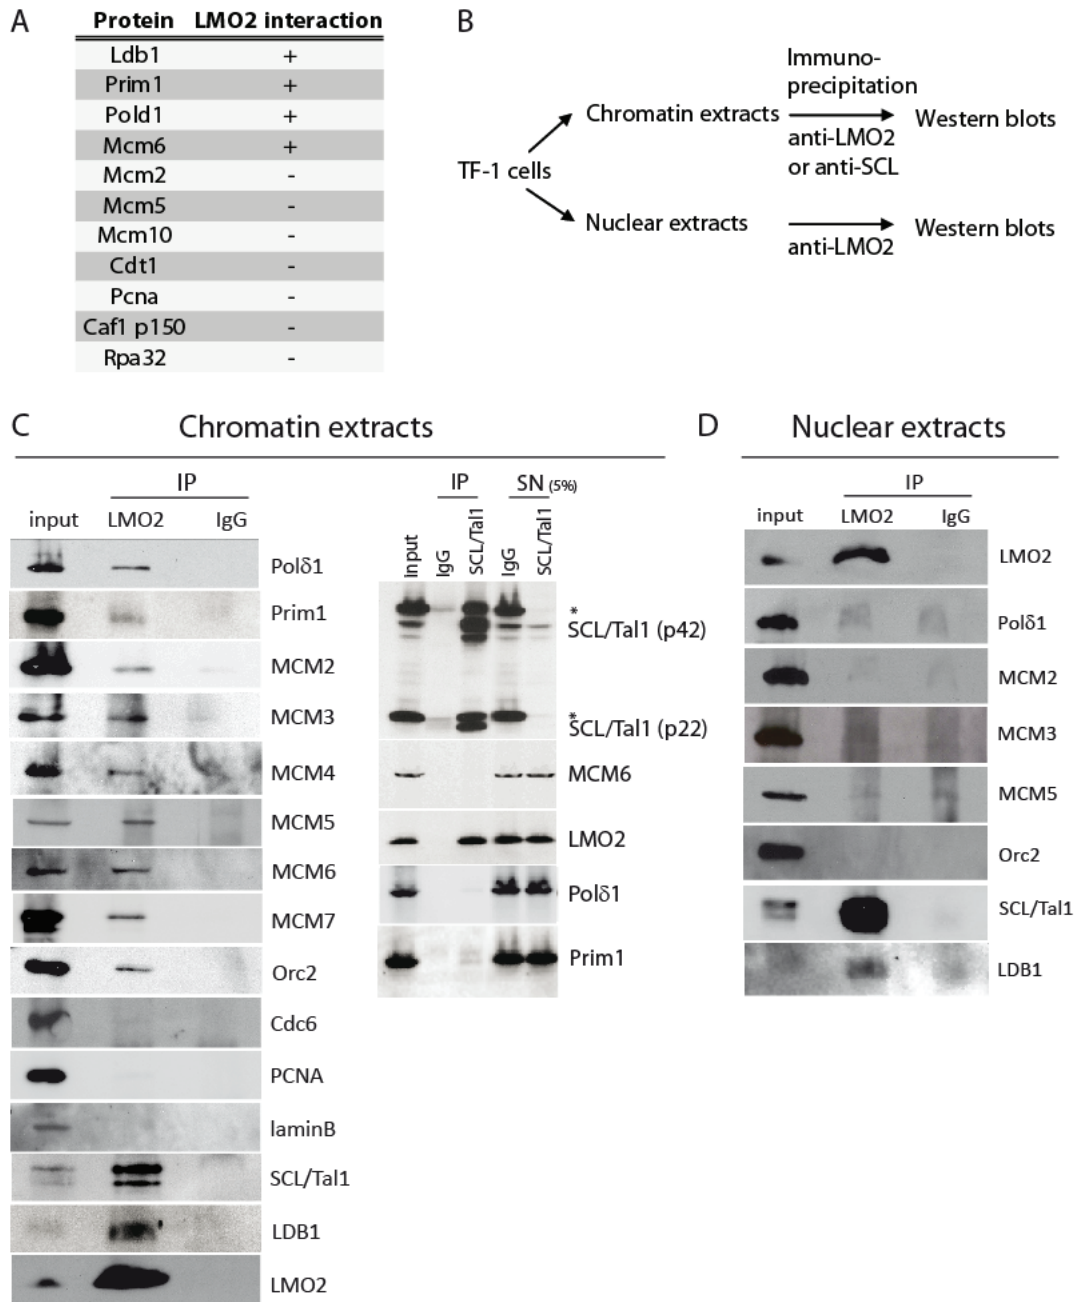 A
Protein LMO2 interaction
Ldb1 +
Prim1 +
Pold1 +
Mcm6 +
Mcm2 -
Mcm5 -
Mcm10 -
Cdt1 -
Pcna -
Caf1 p150 -
Rpa32 -
B
TF-1 cells
Chromatin extracts
Immuno-
precipitation
anti-LMO2
or anti-SCL
Western blots
Nuclear extracts
anti-LMO2
Western blots
C
Chromatin extracts
IP
input LMO2 IgG
Polδ1
Prim1
MCM2
MCM3
MCM4
MCM5
MCM6
MCM7
Orc2
Cdc6
PCNA
laminB
SCL/Tal1
LDB1
LMO2
IP SN (5%)
Input IgG SCL/Tal1 IgG SCL/Tal1
*
SCL/Tal1 (p42)
*
SCL/Tal1 (p22)
MCM6
LMO2
Polδ1
Prim1
D
Nuclear extracts
IP
input LMO2 IgG
LMO2
Polδ1
MCM2
MCM3
MCM5
Orc2
SCL/Tal1
LDB1